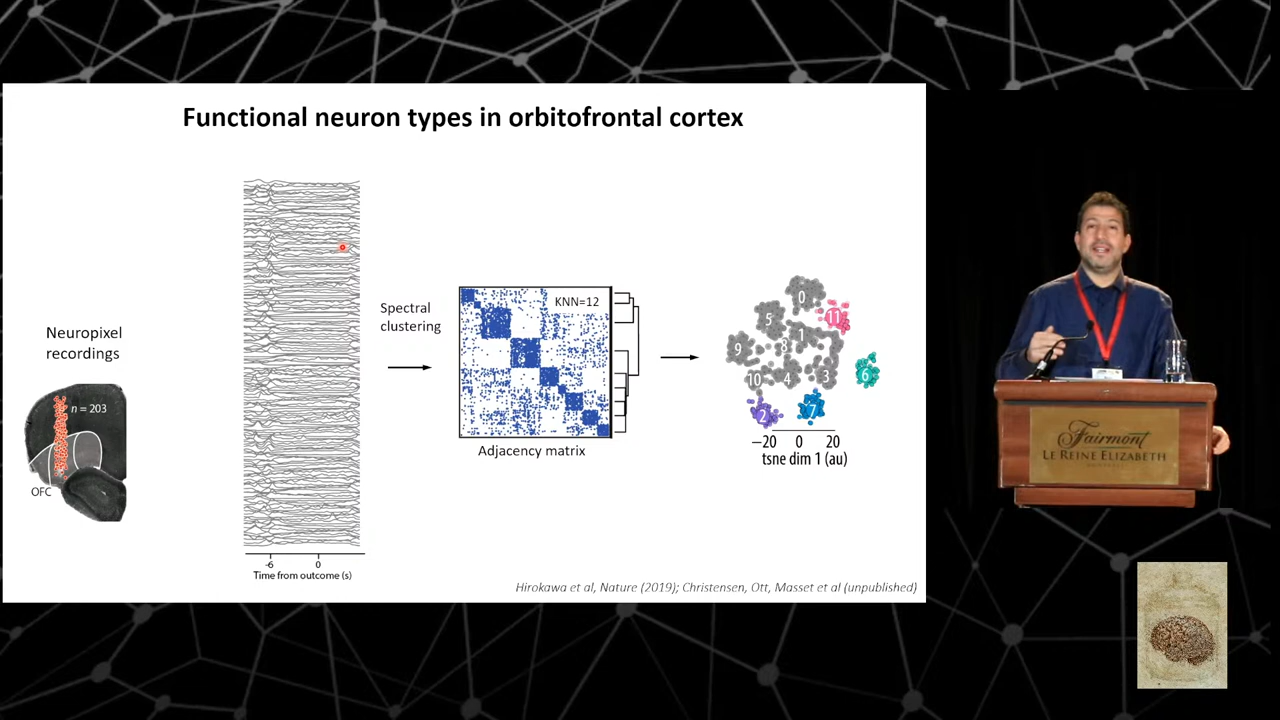 Functional neuron types in orbitofrontal cortex
Neuropixel
recordings
n = 203
OFC
-6
0
Time from outcome (s)
Spectral
clustering
KNN=12
Adjacency matrix
0
11
5
1
8
9
6
10
4
3
2
7
−20 0 20
tsne dim 1 (au)
Hirokawa et al, Nature (2019); Christensen, Ott, Masset et al (unpublished)
Fairmont
LE REINE ELIZABETH